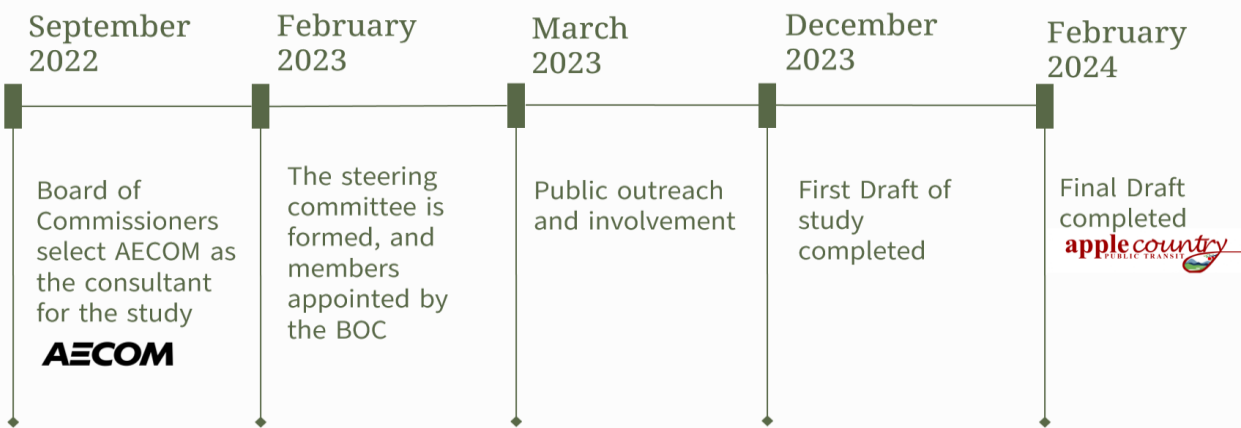 September
2022
Board of
Commissioners
select AECOM as
the consultant
for the study
AECOM
February
2023
The steering
committee is
formed, and
members
appointed by
the BOC
March
2023
Public outreach
and involvement
December
2023
First Draft of
study
completed
February
2024
Final Draft
completed
apple country
PUBLIC TRANSIT